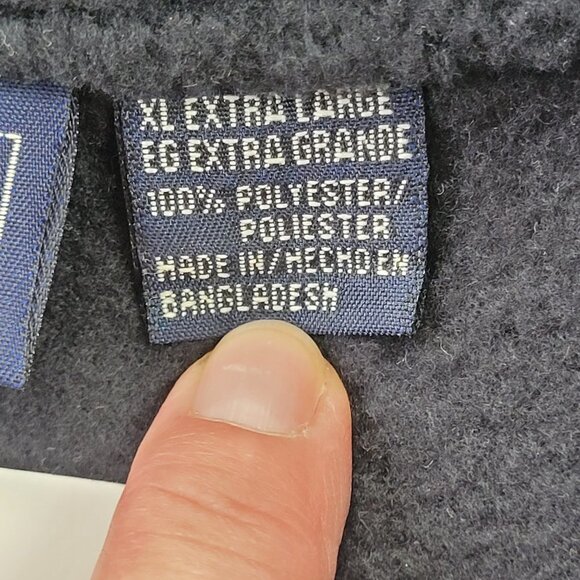 XL EXTRA LARGE
EG EXTRA GRANDE
100% POLYESTER/
POLIESTER
MADE IN/HECHO EN
BANGLADESH